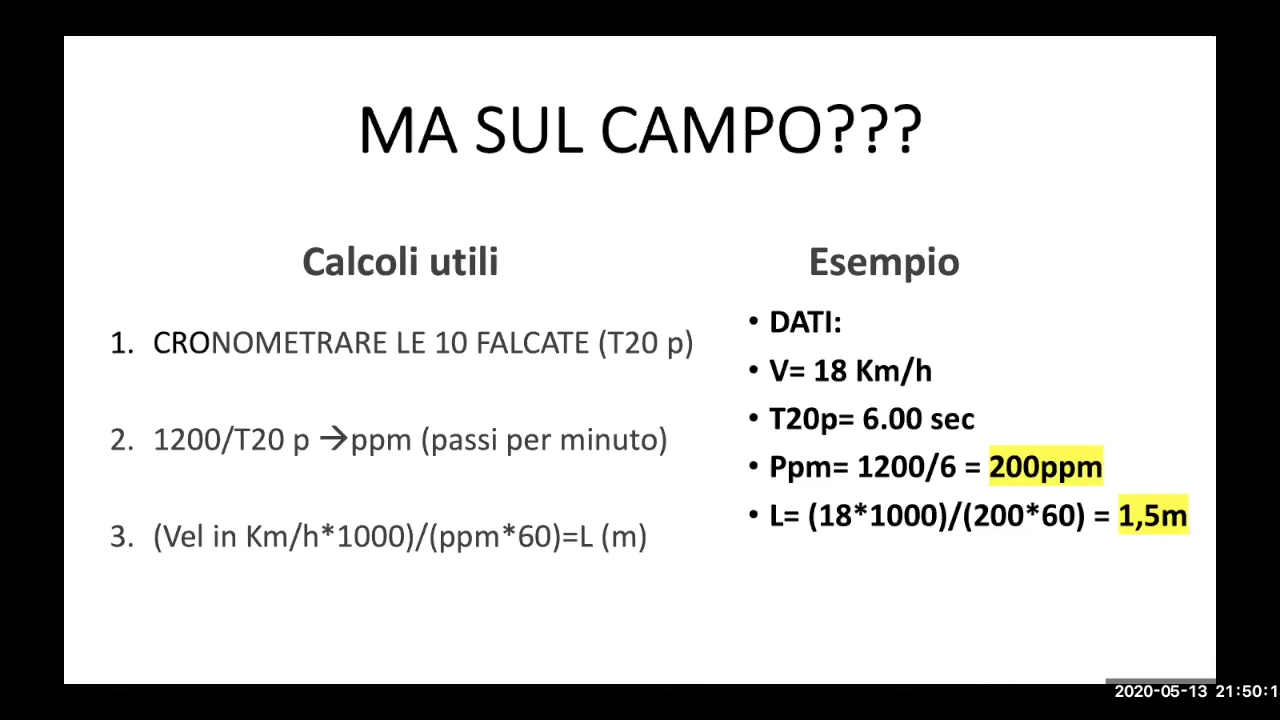 MA SUL CAMPO???
Calcoli utili
1. CRONOMETRARE LE 10 FALCATE (T20 p)
2. 1200/T20 p →ppm (passi per minuto)
3. (Vel in Km/h*1000)/(ppm*60)=L (m)
Esempio
• DATI:
• V= 18 Km/h
• T20p= 6.00 sec
• Ppm= 1200/6 = 200ppm
• L= (18*1000)/(200*60) = 1,5m
2020-05-13 21:50:1